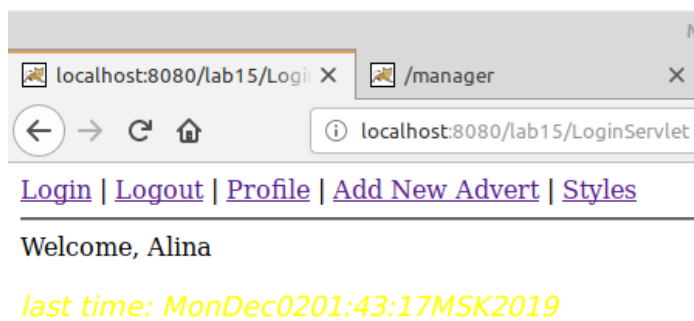 localhost:8080/lab15/Logi
/manager
localhost:8080/lab15/LoginServlet
Login | Logout | Profile | Add New Advert | Styles
Welcome, Alina
last time: MonDec0201:43:17MSK2019